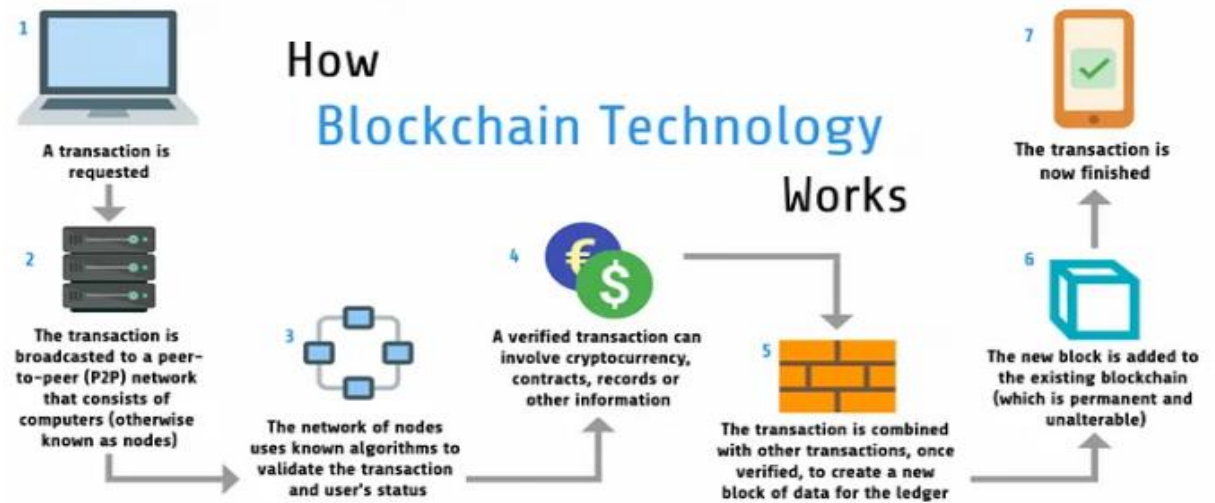 How
Blockchain Technology
Works
1
A transaction is
requested
2
The transaction is
broadcasted to a peer-
to-peer (P2P) network
that consists of
computers (otherwise
known as nodes)
3
The network of nodes
uses known algorithms to
validate the transaction
and user's status
4
€
$
A verified transaction can
involve cryptocurrency,
contracts, records or
other information
5
The transaction is combined
with other transactions, once
verified, to create a new
block of data for the ledger
6
The new block is added to
the existing blockchain
(which is permanent and
unalterable)
7
The transaction is
now finished